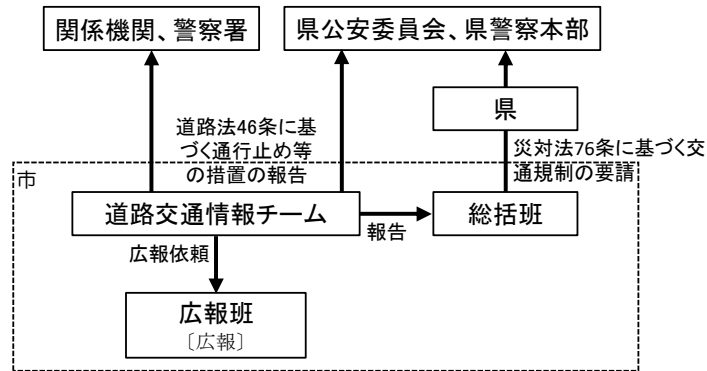 関係機関、警察署
県公安委員会、県警察本部
県
道路法46条に基
づく通行止め等
の措置の報告
災対法76条に基づく交
通規制の要請
市
道路交通情報チーム
報告
総括班
広報依頼
広報班
〔広報〕